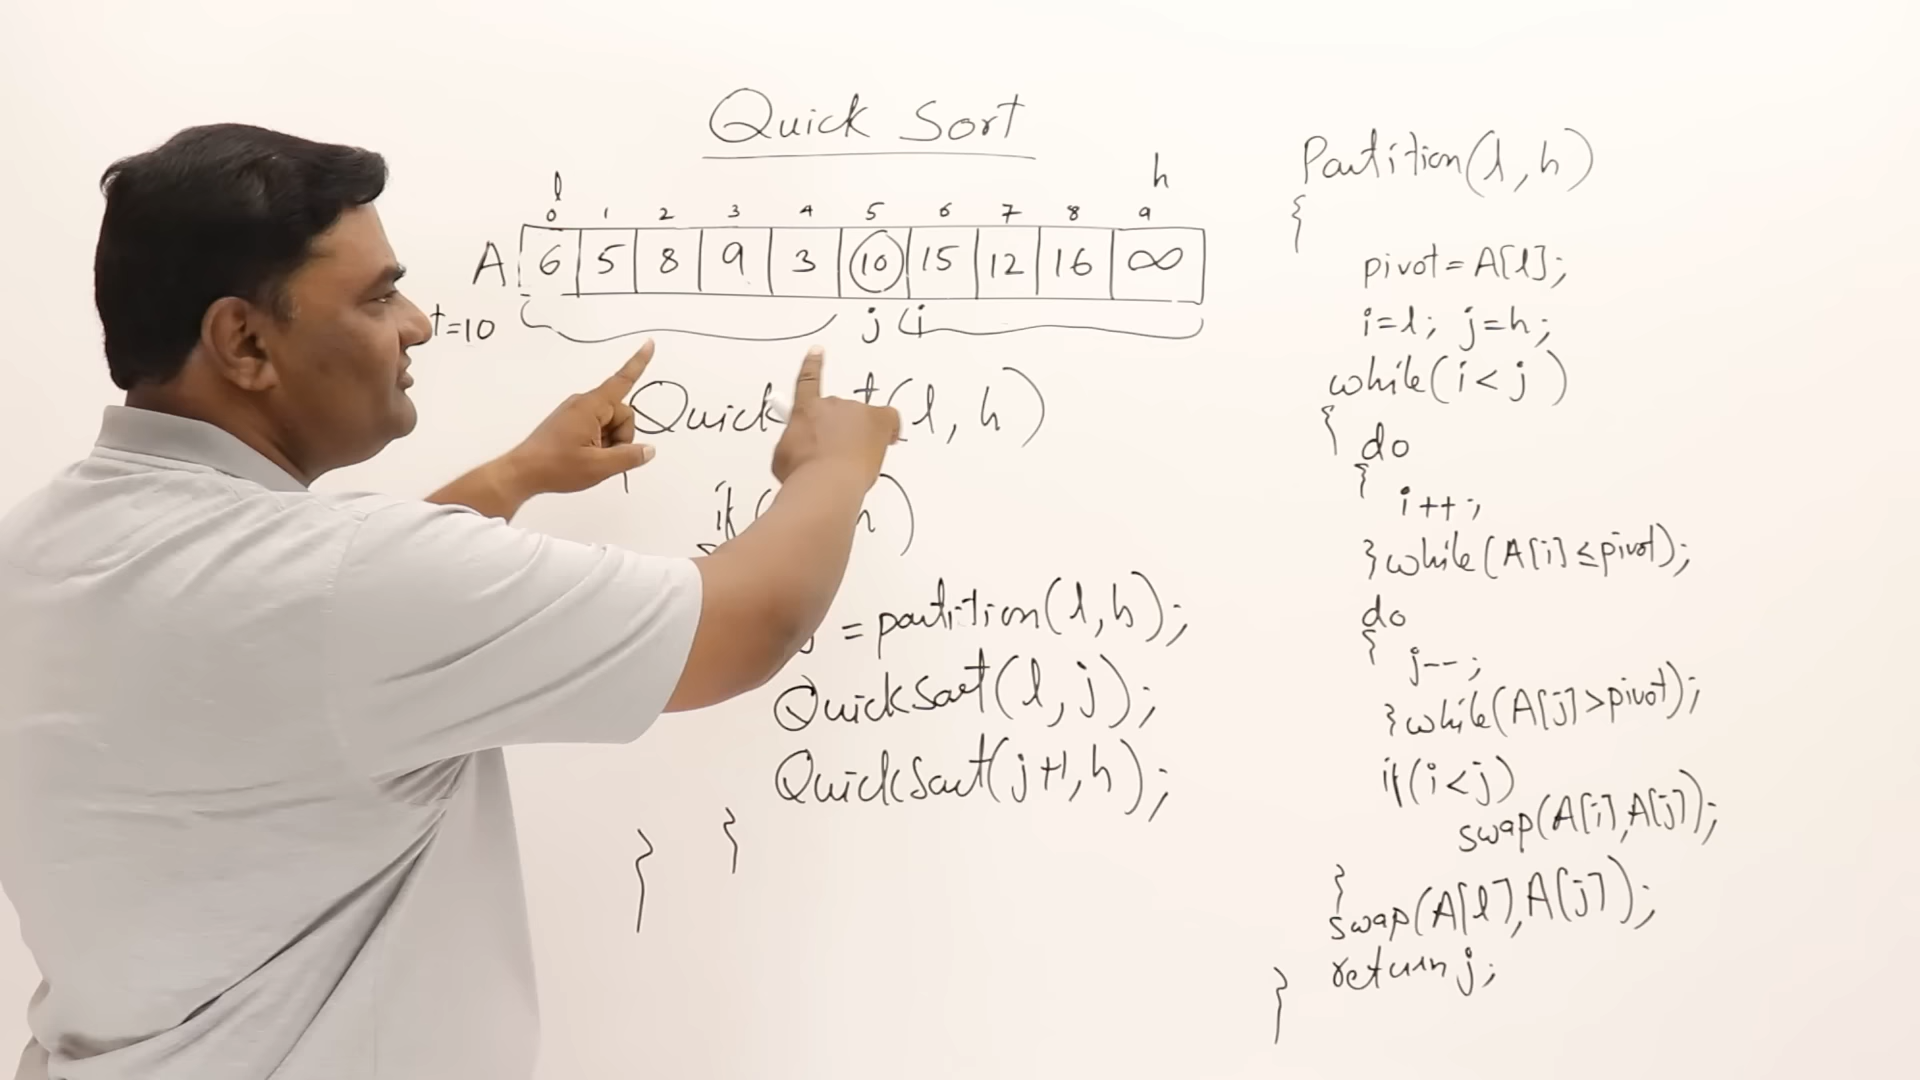 Quick Sort
l h
0 1 2 3 4 5 6 7 8 9
A 6 5 8 9 3 10 15 12 16 ∞
t=10 j i
(l, h)
{
= partition(l,h);
QuickSort(l, j);
QuickSort(j+1, h);
}
}
Partition(l, h)
{
pivot = A[l];
i=l; j=h;
while(i < j)
{ do
{
i++;
}while(A[i] ≤ pivot);
do
{
j--;
}while(A[j] > pivot);
if(i < j)
swap(A[i],A[j]);
}
swap(A[l],A[j]);
return j;
}